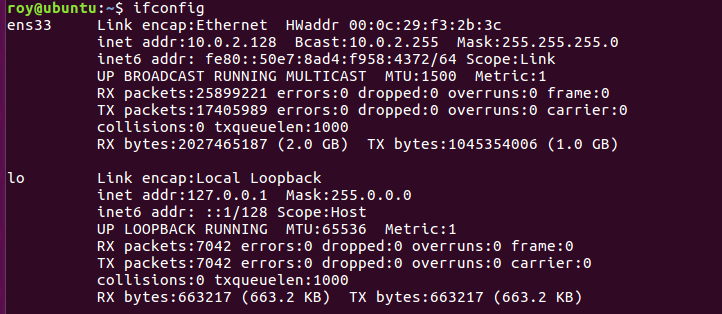 roy@ubuntu:~$ ifconfig
ens33     Link encap:Ethernet  HWaddr 00:0c:29:f3:2b:3c
          inet addr:10.0.2.128  Bcast:10.0.2.255  Mask:255.255.255.0
          inet6 addr: fe80::50e7:8ad4:f958:4372/64 Scope:Link
          UP BROADCAST RUNNING MULTICAST  MTU:1500  Metric:1
          RX packets:25899221 errors:0 dropped:0 overruns:0 frame:0
          TX packets:17405989 errors:0 dropped:0 overruns:0 carrier:0
          collisions:0 txqueuelen:1000
          RX bytes:2027465187 (2.0 GB)  TX bytes:1045354006 (1.0 GB)

lo        Link encap:Local Loopback
          inet addr:127.0.0.1  Mask:255.0.0.0
          inet6 addr: ::1/128 Scope:Host
          UP LOOPBACK RUNNING  MTU:65536  Metric:1
          RX packets:7042 errors:0 dropped:0 overruns:0 frame:0
          TX packets:7042 errors:0 dropped:0 overruns:0 carrier:0
          collisions:0 txqueuelen:1000
          RX bytes:663217 (663.2 KB)  TX bytes:663217 (663.2 KB)